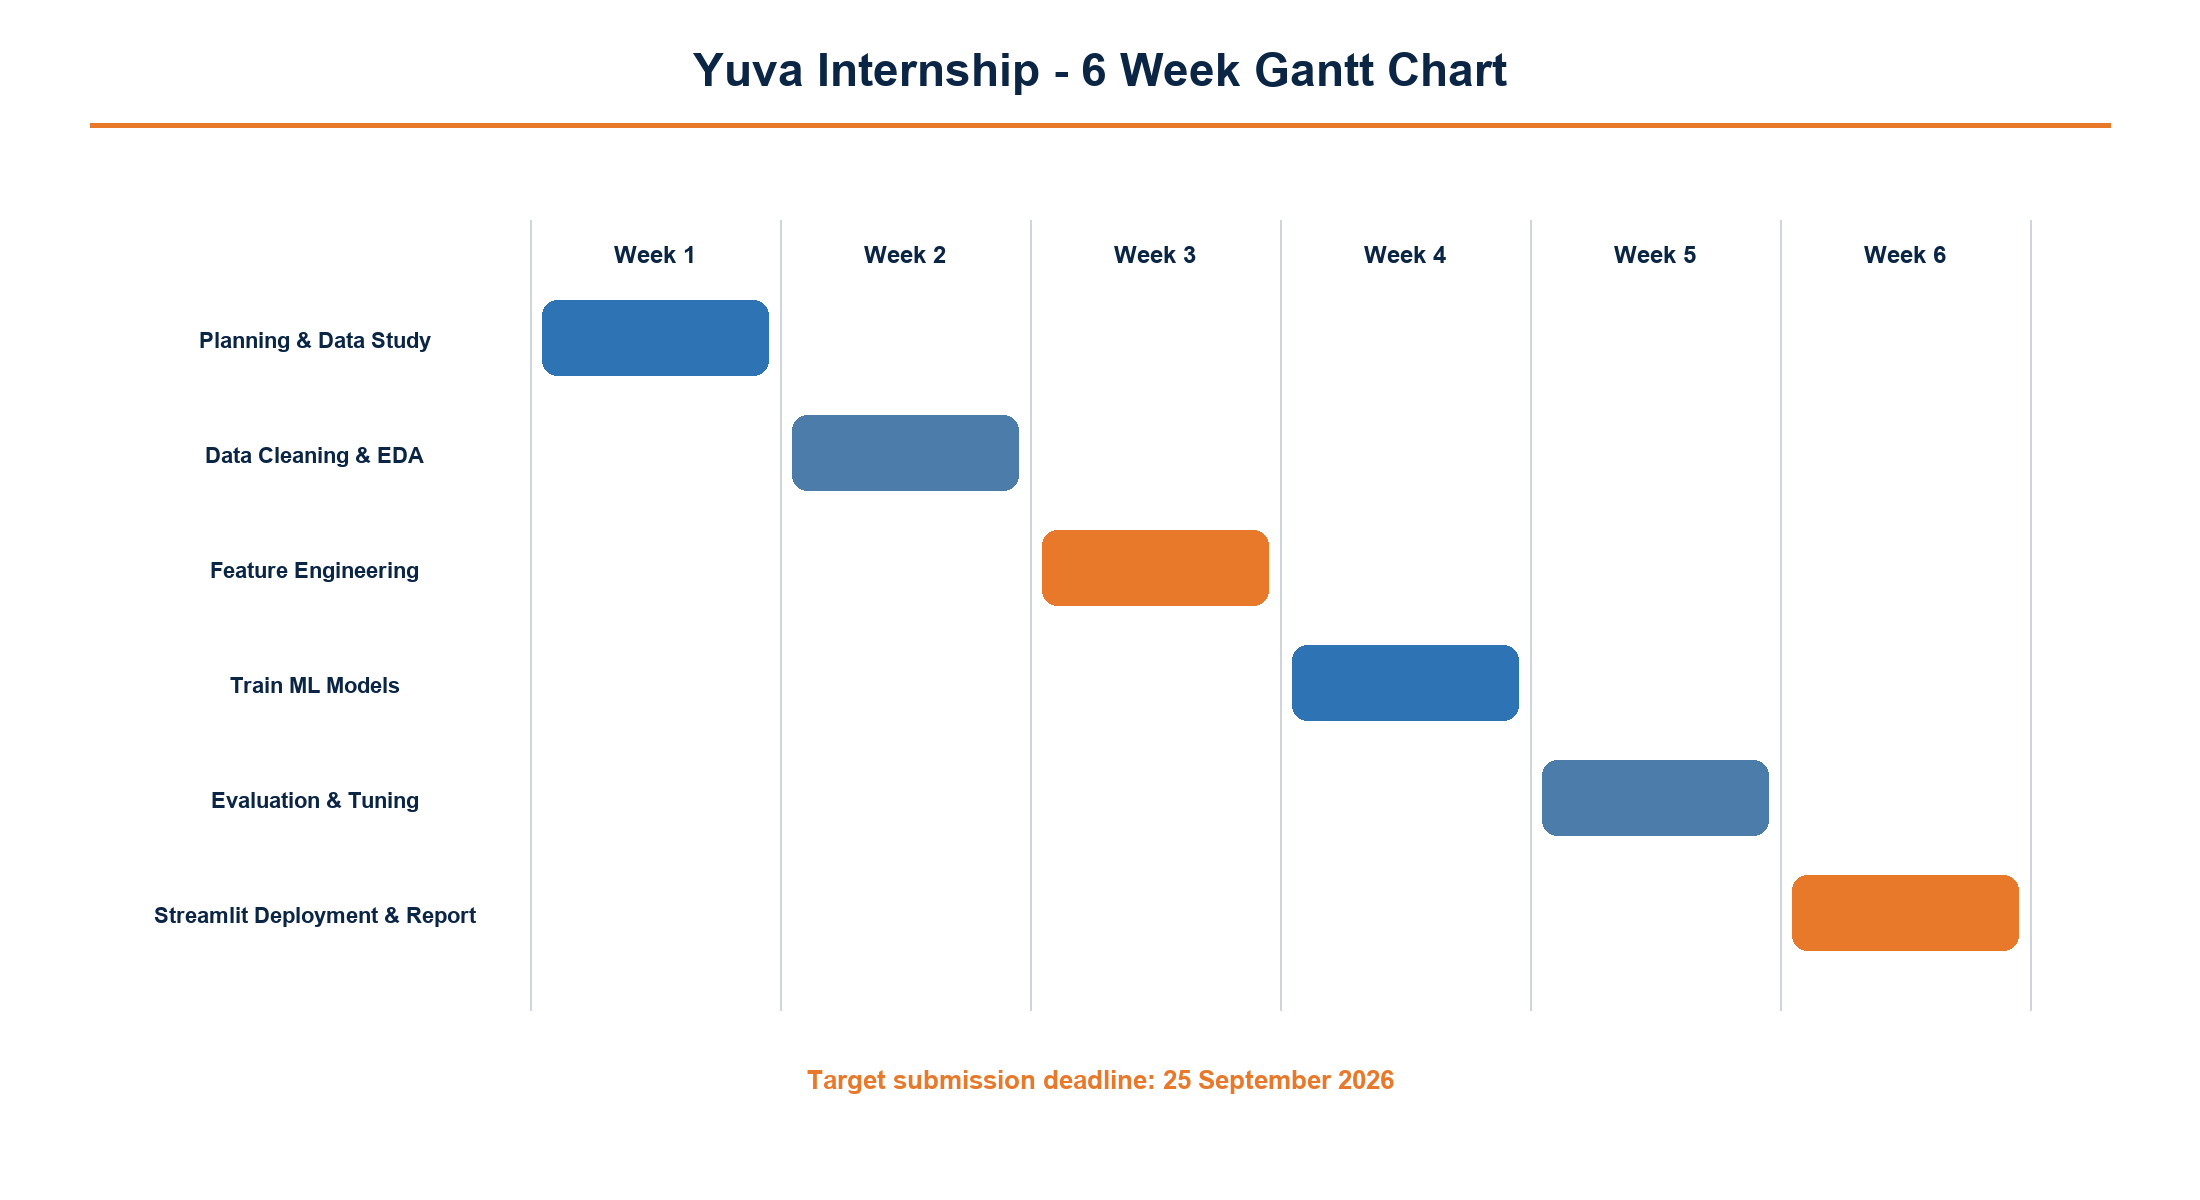 Yuva Internship - 6 Week Gantt Chart
Week 1 Week 2 Week 3 Week 4 Week 5 Week 6
Planning & Data Study
Data Cleaning & EDA
Feature Engineering
Train ML Models
Evaluation & Tuning
Streamlit Deployment & Report
Target submission deadline: 25 September 2026